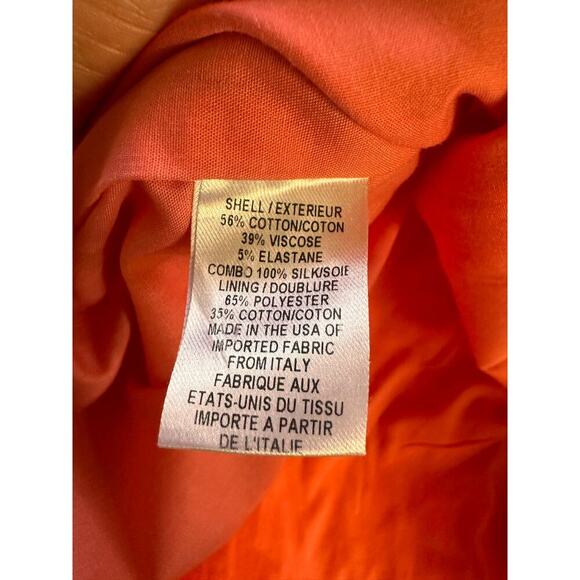 SHELL / EXTERIEUR
56% COTTON/COTON
39% VISCOSE
5% ELASTANE
COMBO 100% SILK/SOIE
LINING / DOUBLURE
65% POLYESTER
35% COTTON/COTON
MADE IN THE USA OF
IMPORTED FABRIC
FROM ITALY
FABRIQUE AUX
ETATS-UNIS DU TISSU
IMPORTE A PARTIR
DE L'ITALIE